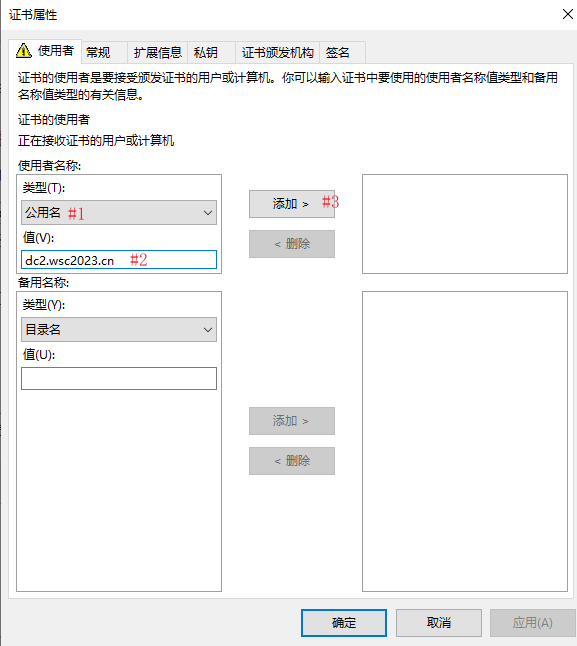 证书属性
使用者 常规 扩展信息 私钥 证书颁发机构 签名
证书的使用者是要接受颁发证书的用户或计算机。你可以输入证书中要使用的使用者名称值类型和备用
名称值类型的有关信息。
证书的使用者
正在接收证书的用户或计算机
使用者名称:
类型(T):
公用名 #1
添加 > #3
值(V):
dc2.wsc2023.cn #2
< 删除
备用名称:
类型(Y):
目录名
值(U):
添加 >
< 删除
确定 取消 应用(A)